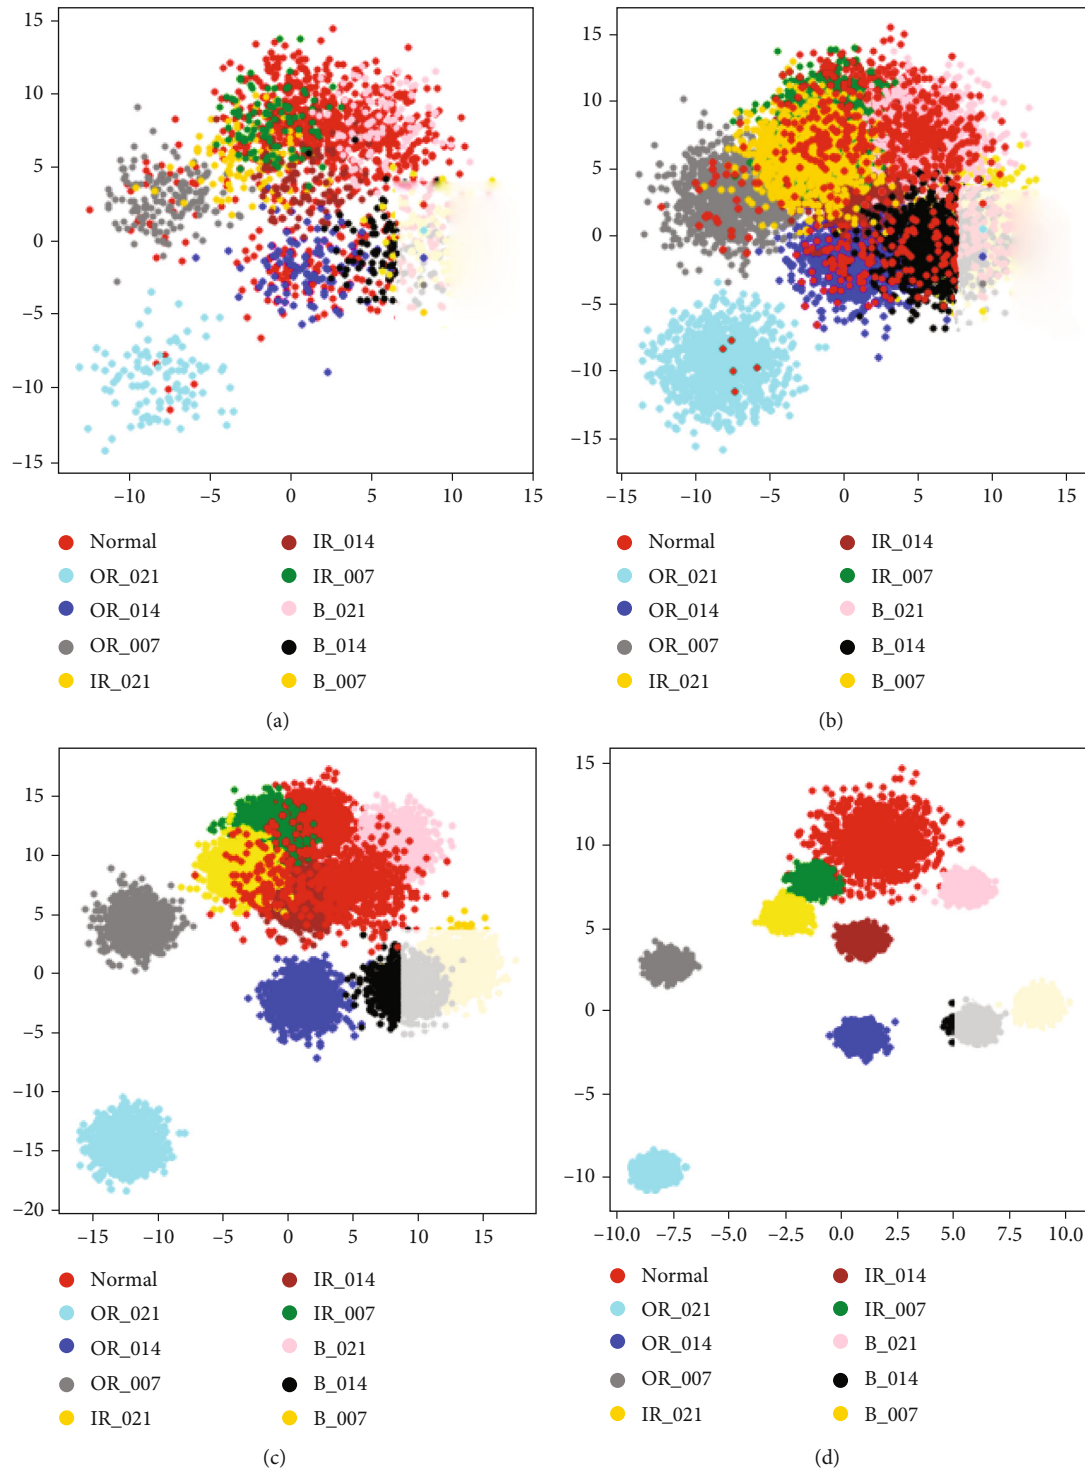 15
10
5
0
−5
−10
−15
−10
−5
0
5
10
15
Normal
OR_021
OR_014
OR_007
IR_021
IR_014
IR_007
B_021
B_014
B_007
(a)
15
10
5
0
−5
−10
−15
−15
−10
−5
0
5
10
15
Normal
OR_021
OR_014
OR_007
IR_021
IR_014
IR_007
B_021
B_014
B_007
(b)
15
10
5
0
−5
−10
−15
−20
−15
−10
−5
0
5
10
15
Normal
OR_021
OR_014
OR_007
IR_021
IR_014
IR_007
B_021
B_014
B_007
(c)
15
10
5
0
−5
−10
−10.0
−7.5
−5.0
−2.5
0.0
2.5
5.0
7.5
10.0
Normal
OR_021
OR_014
OR_007
IR_021
IR_014
IR_007
B_021
B_014
B_007
(d)